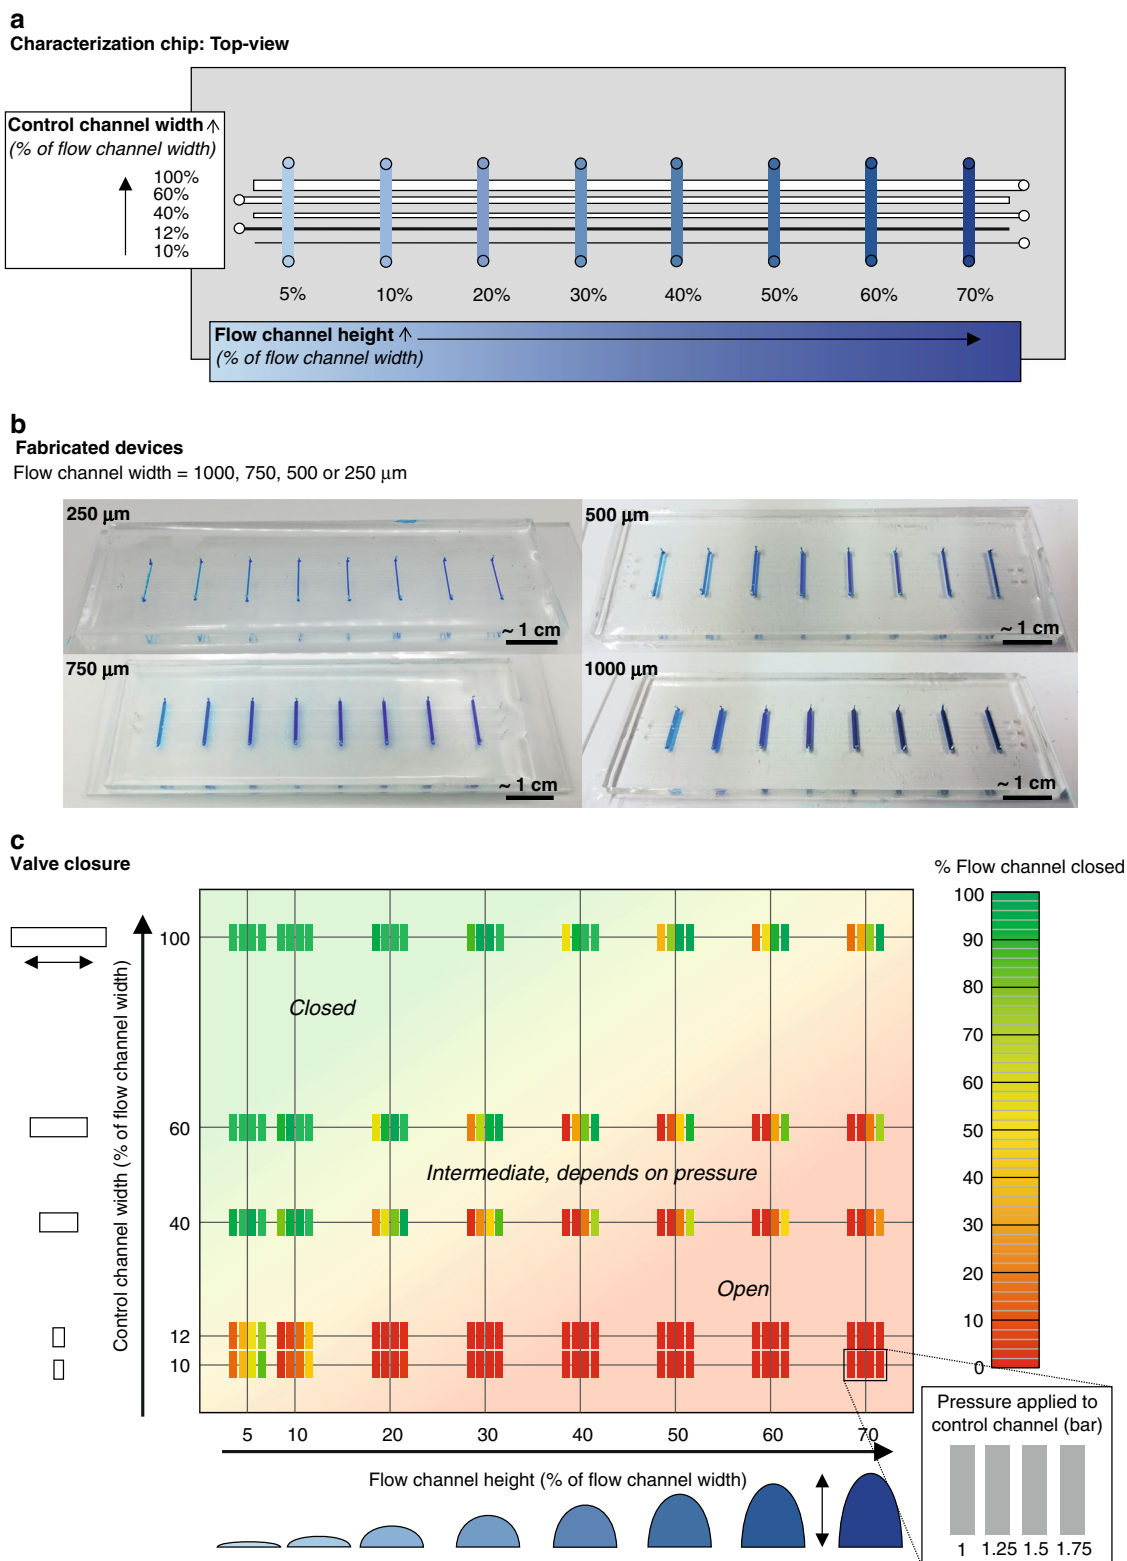 a
Characterization chip: Top-view
Control channel width
(% of flow channel width)
100%
60%
40%
12%
10%
5% 10% 20% 30% 40% 50% 60% 70%
Flow channel height
(% of flow channel width)
b
Fabricated devices
Flow channel width = 1000, 750, 500 or 250 μm
250 μm
~ 1 cm
500 μm
~ 1 cm
750 μm
~ 1 cm
1000 μm
~ 1 cm
c
Valve closure
Control channel width (% of flow channel width)
100
60
40
12
10
Closed
Intermediate, depends on pressure
Open
5 10 20 30 40 50 60 70
Flow channel height (% of flow channel width)
% Flow channel closed
100
90
80
70
60
50
40
30
20
10
0
Pressure applied to
control channel (bar)
1 1.25 1.5 1.75